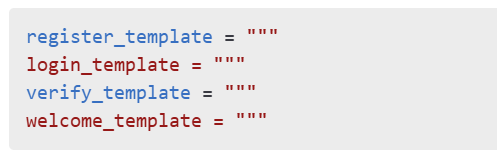 register_template = """
login_template = """
verify_template = """
welcome_template = """